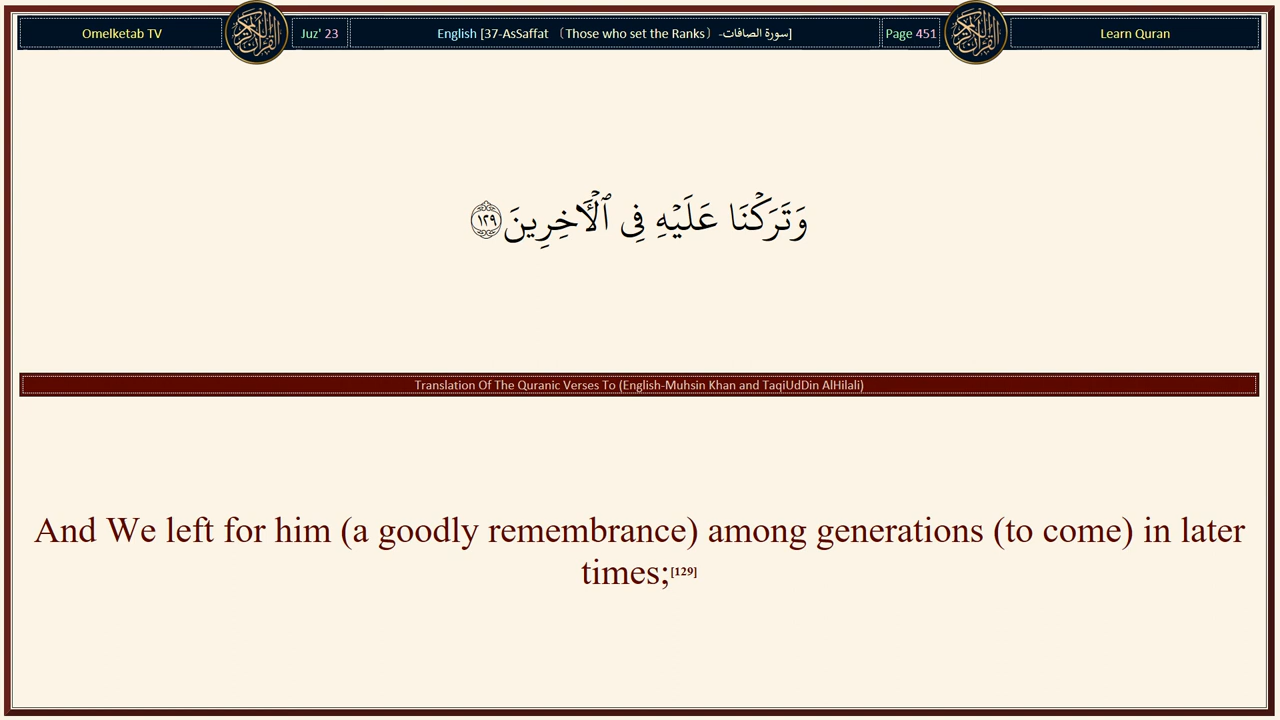 Omelketab TV
Juz' 23
English [37-AsSaffat 〔Those who set the Ranks〕-سورة الصافات]
Page 451
Learn Quran
وَتَرَكۡنَا عَلَيۡهِ فِي ٱلۡأٓخِرِينَ ١٢٩
Translation Of The Quranic Verses To (English-Muhsin Khan and TaqiUdDin AlHilali)
And We left for him (a goodly remembrance) among generations (to come) in later
times;[129]